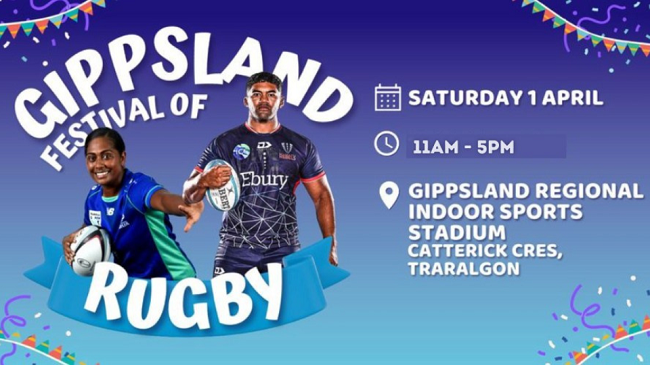 GIPPSLAND
FESTIVAL OF
RUGBY
Ebury
SATURDAY 1 APRIL
11AM - 5PM
GIPPSLAND REGIONAL
INDOOR SPORTS
STADIUM
CATTERICK CRES,
TRARALGON